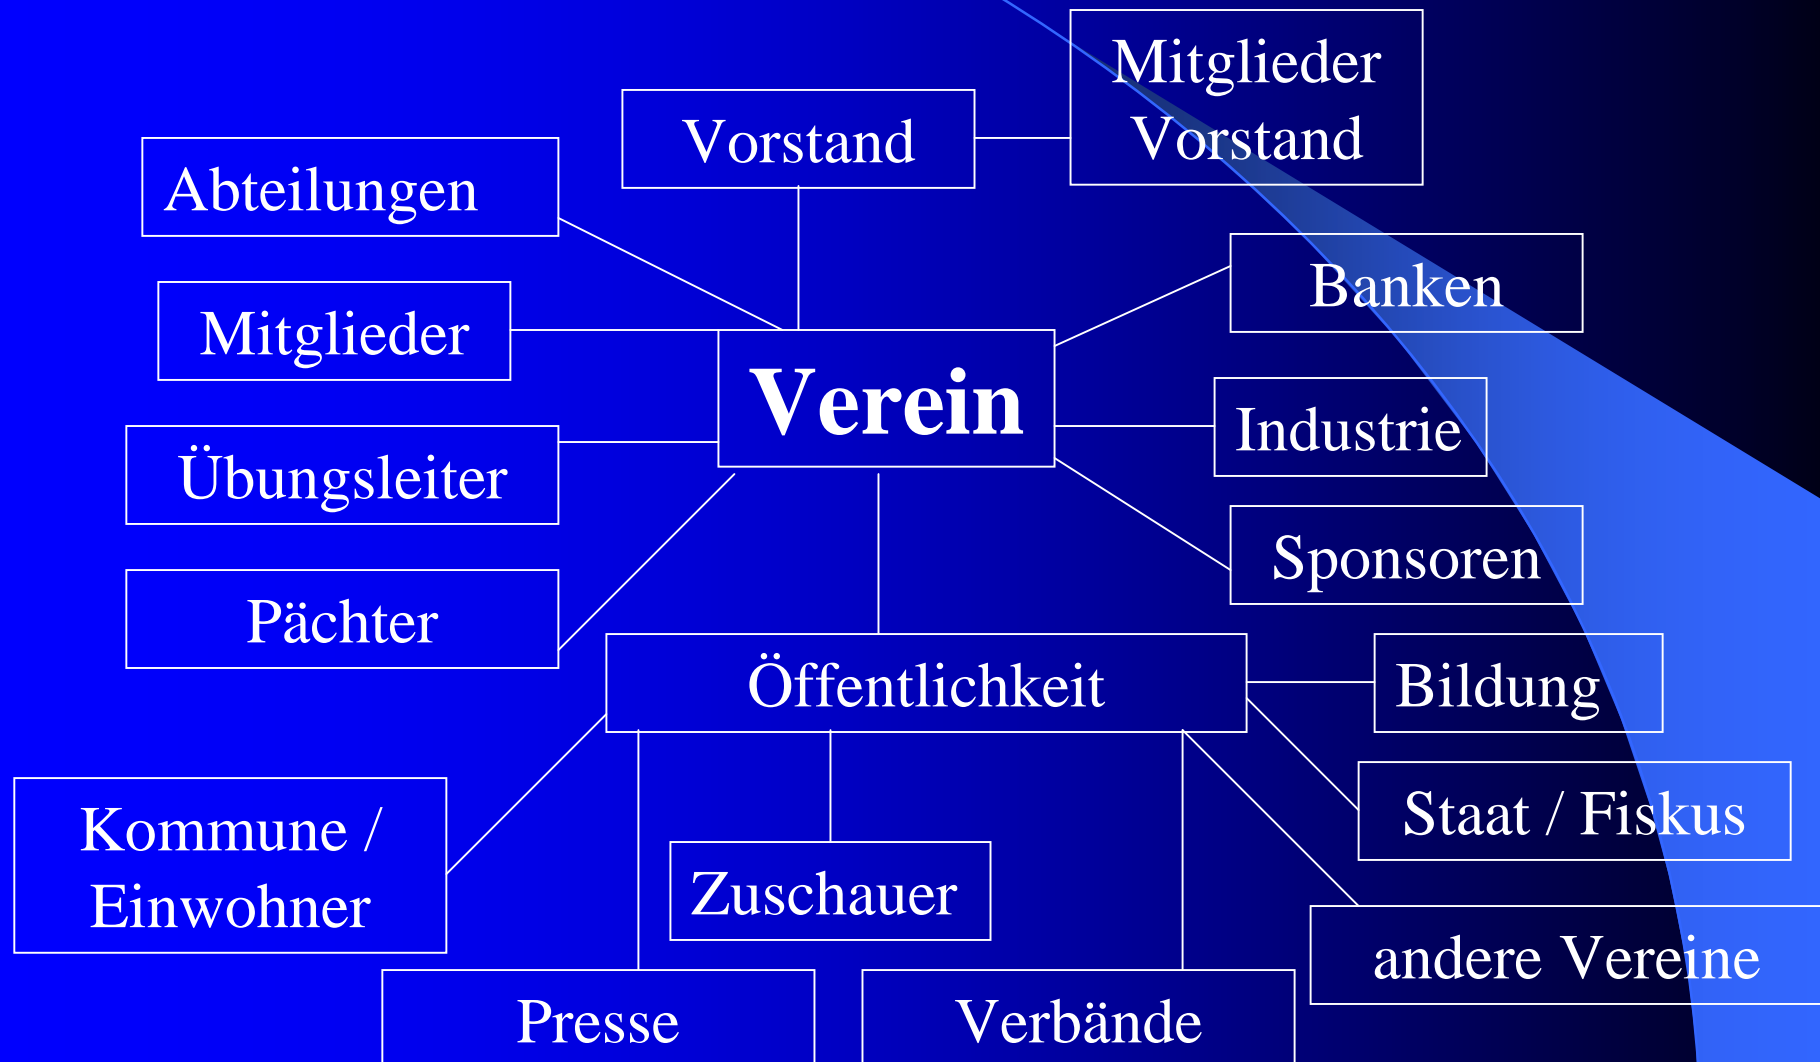 Mitglieder
Vorstand
Vorstand
Abteilungen
Banken
Mitglieder
Verein
Industrie
Übungsleiter
Sponsoren
Pächter
Öffentlichkeit
Bildung
Staat / Fiskus
Kommune /
Einwohner
Zuschauer
andere Vereine
Presse
Verbände